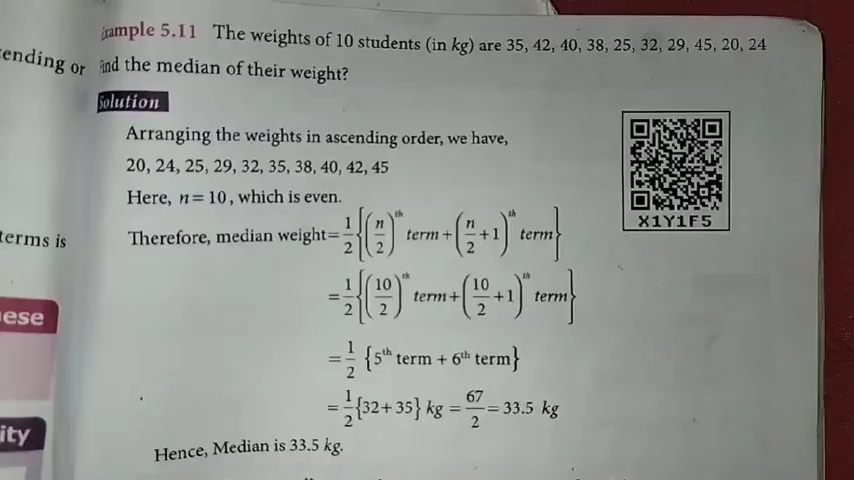 Example 5.11 The weights of 10 students (in kg) are 35, 42, 40, 38, 25, 32, 29, 45, 20, 24
ending or
Find the median of their weight?
Solution
Arranging the weights in ascending order, we have,
20, 24, 25, 29, 32, 35, 38, 40, 42, 45
Here, n = 10, which is even.
terms is
Therefore, median weight= 1/2 {(n/2)^th term + (n/2 + 1)^th term}
= 1/2 {(10/2)^th term + (10/2 + 1)^th term}
= 1/2 {5th term + 6th term}
= 1/2 {32+35} kg = 67/2 = 33.5 kg
Hence, Median is 33.5 kg.
X1Y1F5
ese
ity